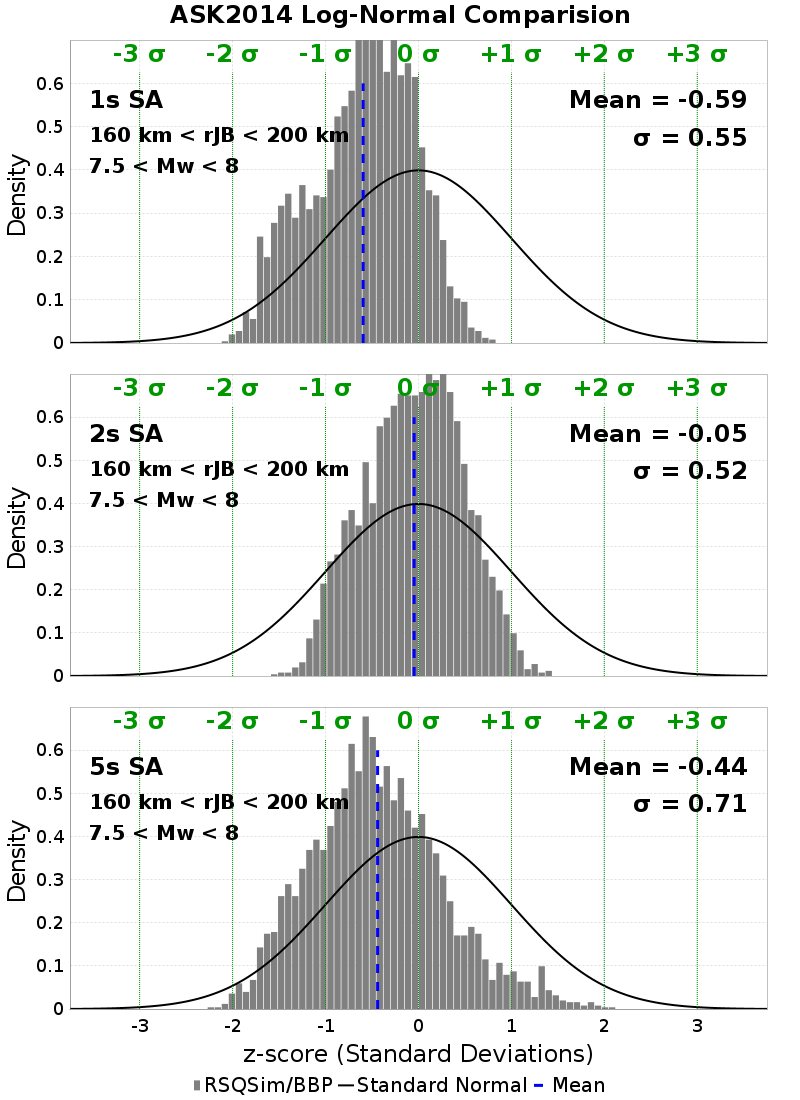 ASK2014 Log-Normal Comparision
-3 σ -2 σ -1 σ 0 σ +1 σ +2 σ +3 σ
0.6
1s SA Mean = -0.59
0.5
160 km < rJB < 200 km σ = 0.55
7.5 < Mw < 8
0.4
0.3
0.2
0.1
0
Density
-3 σ -2 σ -1 σ 0 σ +1 σ +2 σ +3 σ
0.6
2s SA Mean = -0.05
0.5
160 km < rJB < 200 km σ = 0.52
7.5 < Mw < 8
0.4
0.3
0.2
0.1
0
Density
-3 σ -2 σ -1 σ 0 σ +1 σ +2 σ +3 σ
0.6
5s SA Mean = -0.44
0.5
160 km < rJB < 200 km σ = 0.71
7.5 < Mw < 8
0.4
0.3
0.2
0.1
0
Density
-3 -2 -1 0 1 2 3
z-score (Standard Deviations)
RSQSim/BBP Standard Normal Mean